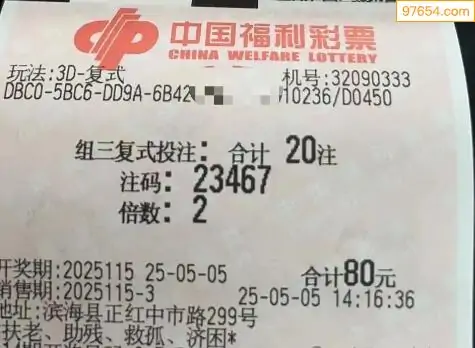 97654.com
中国福利彩票
CHINA WELFARE LOTTERY
玩法:3D-复式 机号:32090333
DBC0-5BC6-DD9A-6B42 10236/D0450
组三复式投注: 合计 20注
注码: 23467
倍数: 2
开奖期:2025115 25-05-05 合计80元
销售期:2025115-3 25-05-05 14:16:36
地址:滨海县正红中市路299号
扶老、助残、救孤、济困*